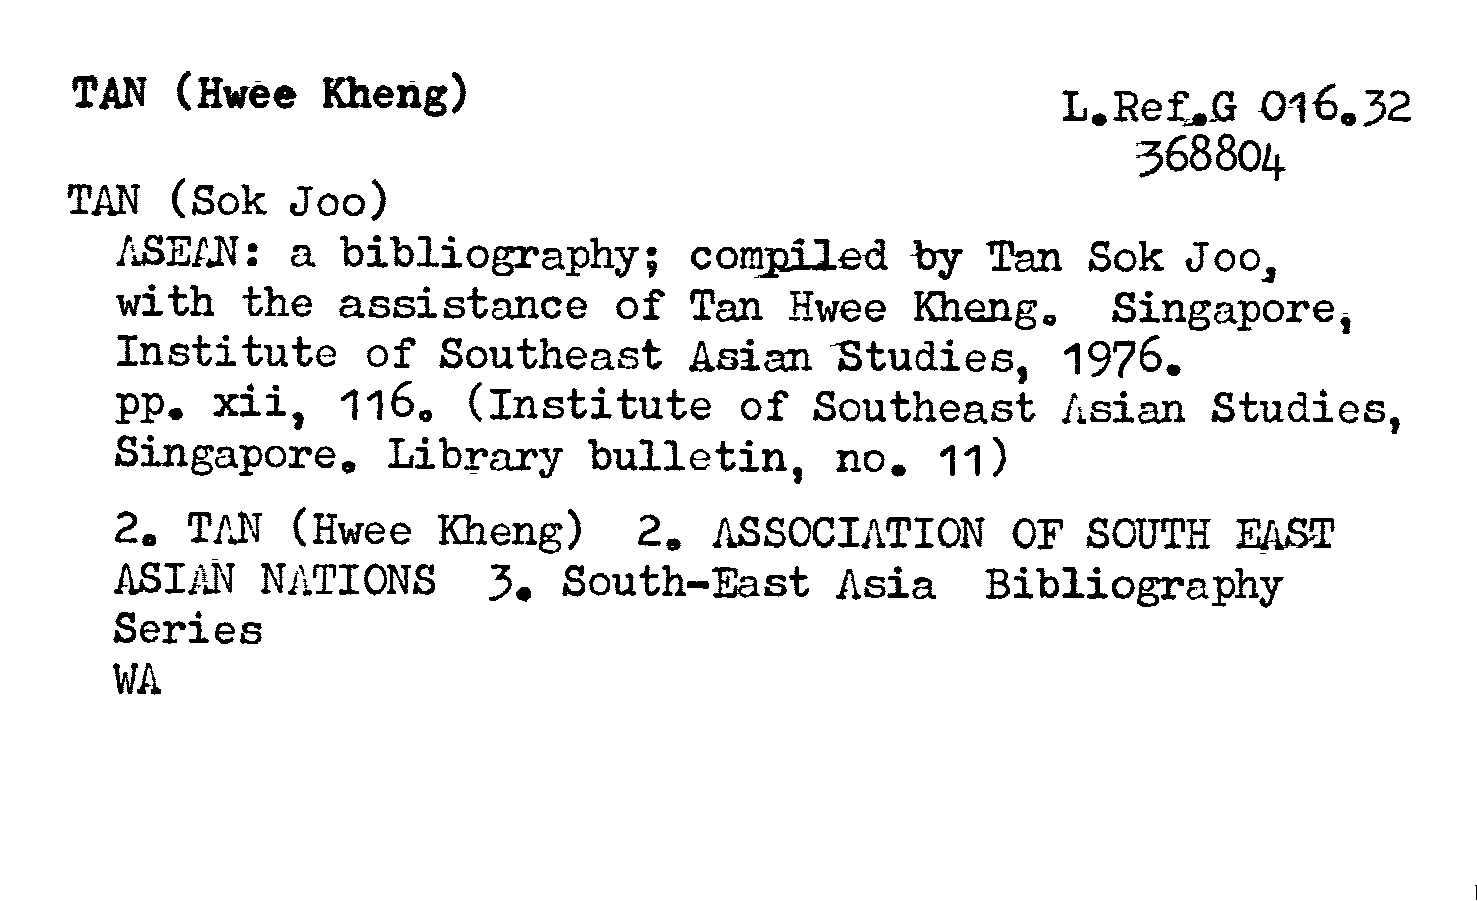 TAN (Hwee Kheng)
L.Ref.G 016.32
368804
TAN (Sok Joo)
ASEAN: a bibliography; compiled by Tan Sok Joo,
with the assistance of Tan Hwee Kheng. Singapore,
Institute of Southeast Asian Studies, 1976.
pp. xii, 116. (Institute of Southeast Asian Studies,
Singapore. Library bulletin, no. 11)
2. TAN (Hwee Kheng) 2. ASSOCIATION OF SOUTH EAST
ASIAN NATIONS 3. South-East Asia Bibliography
Series
WA